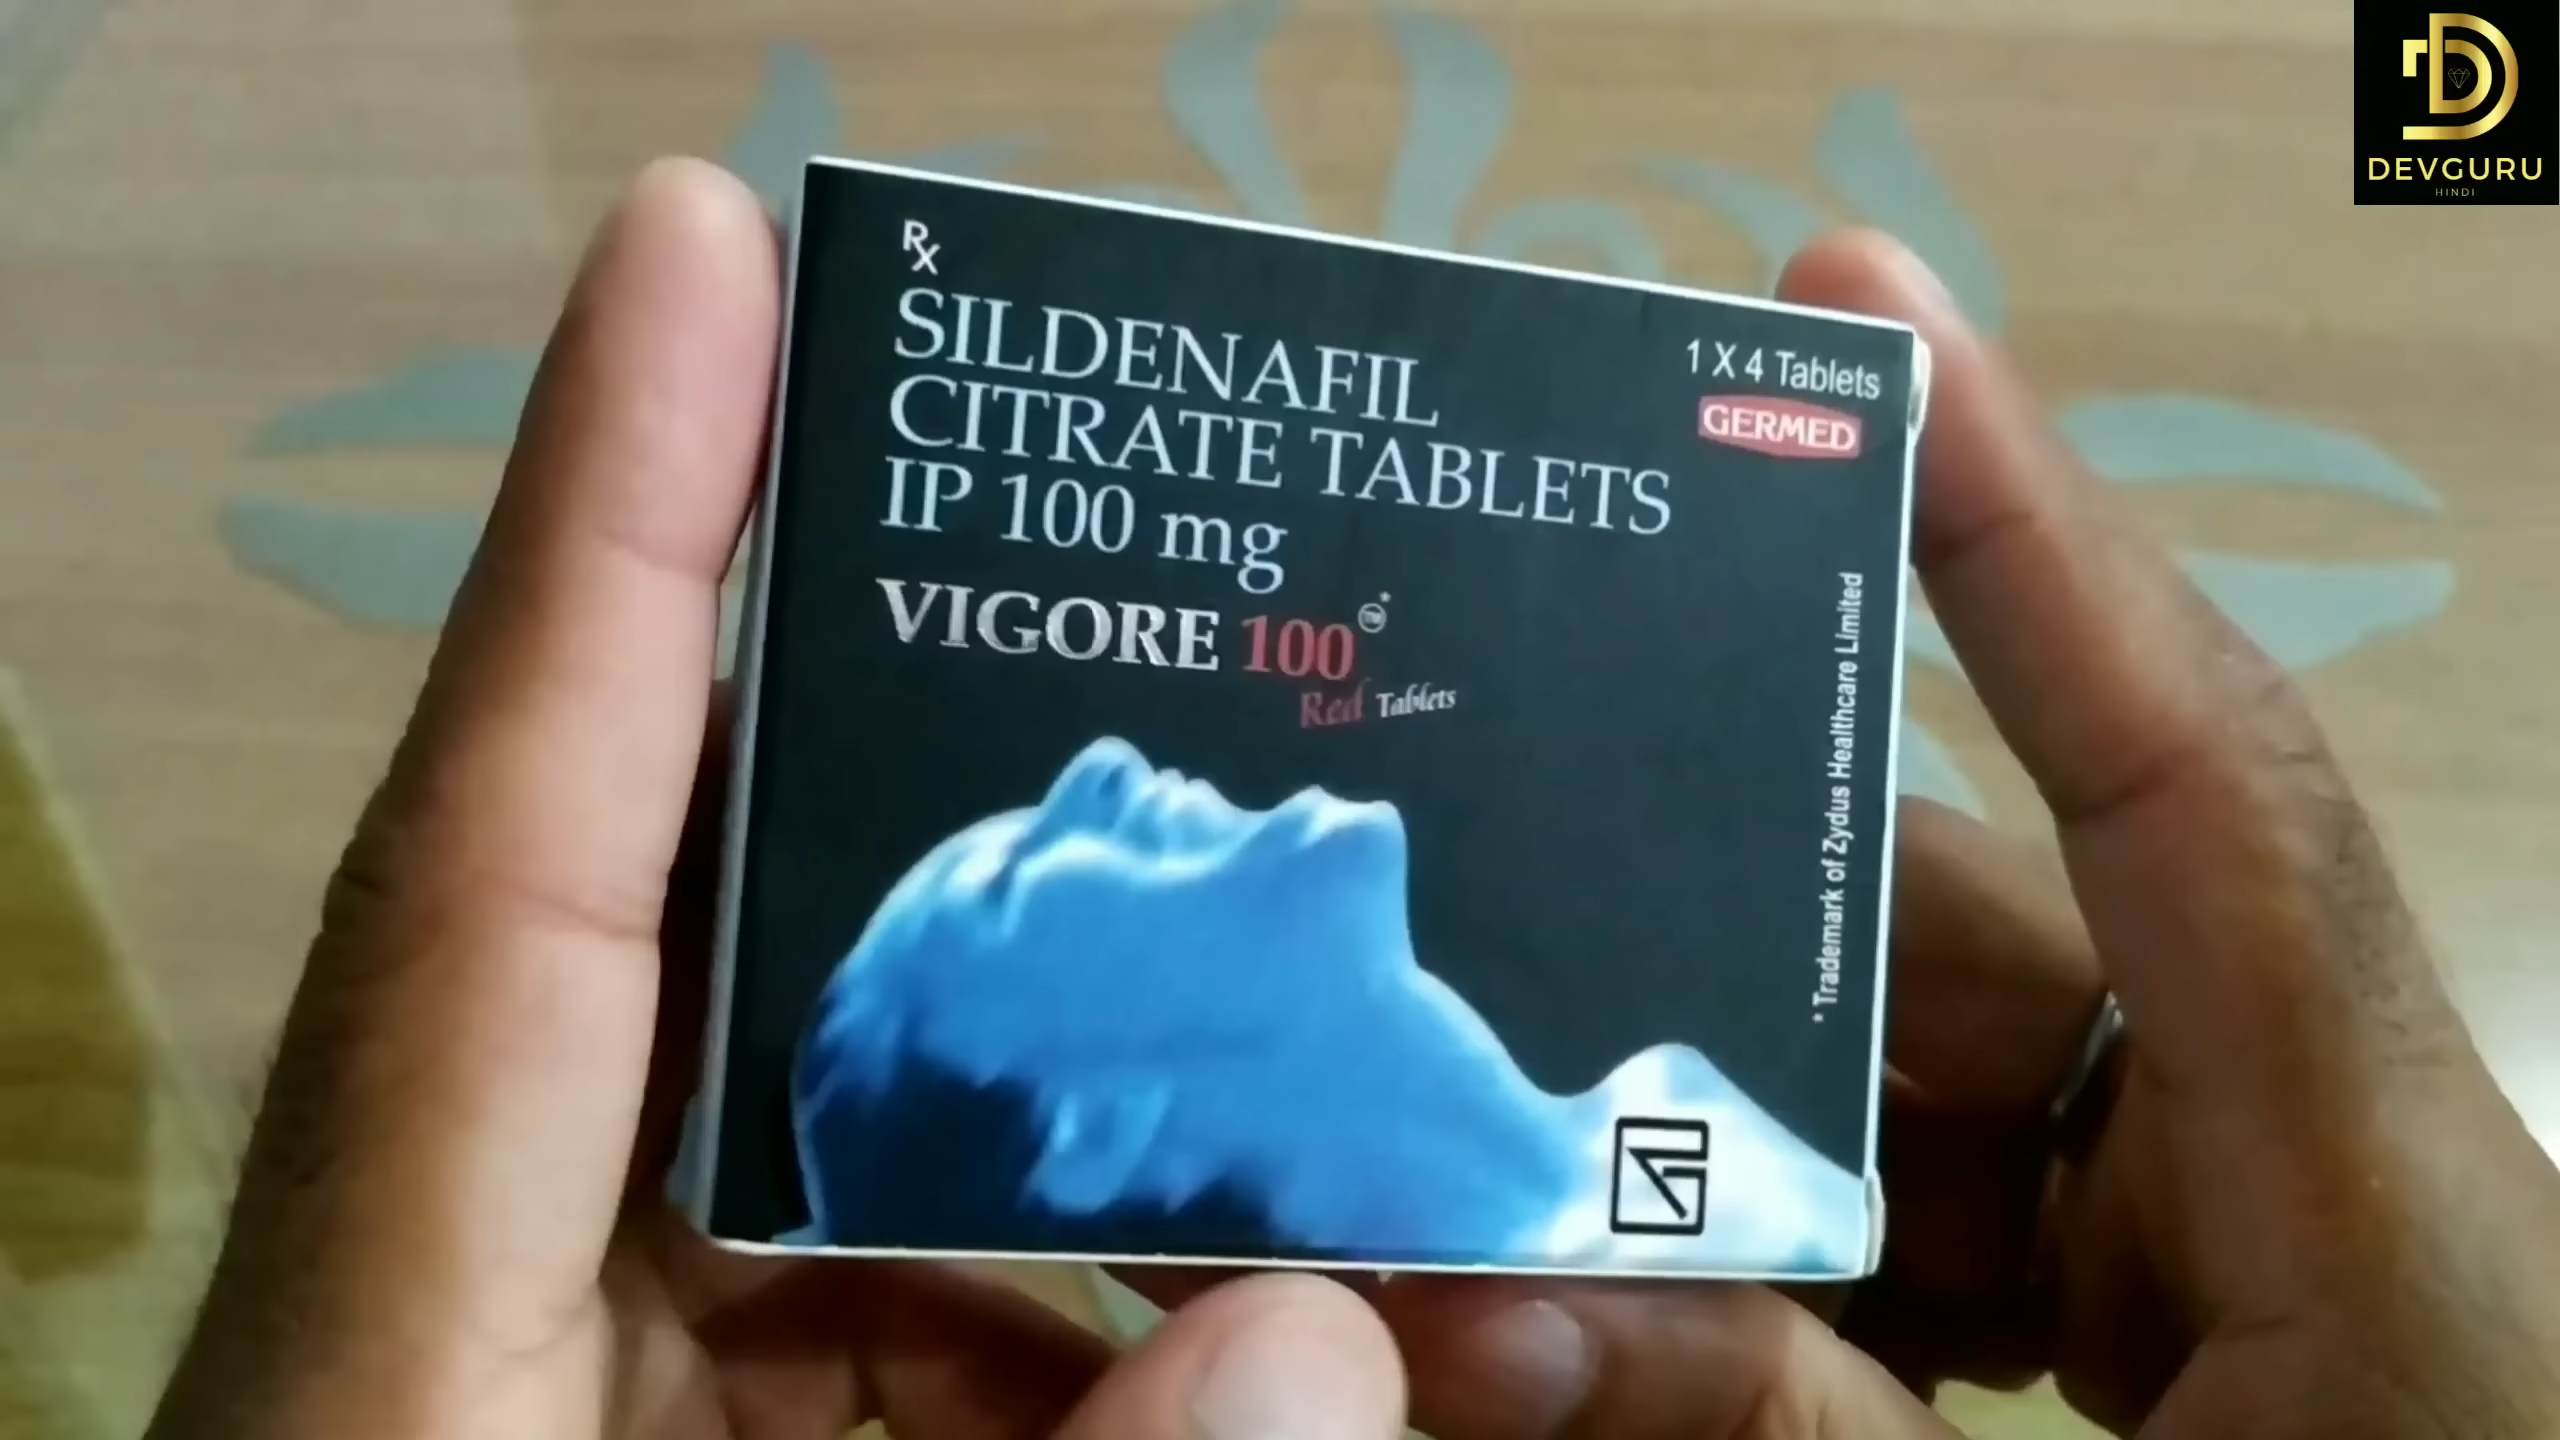 Rx
SILDENAFIL
CITRATE TABLETS
IP 100 mg
VIGORE 100™*
Red Tablets
1 X 4 Tablets
GERMED
* Trademark of Zydus Healthcare Limited
DEVGURU
HINDI